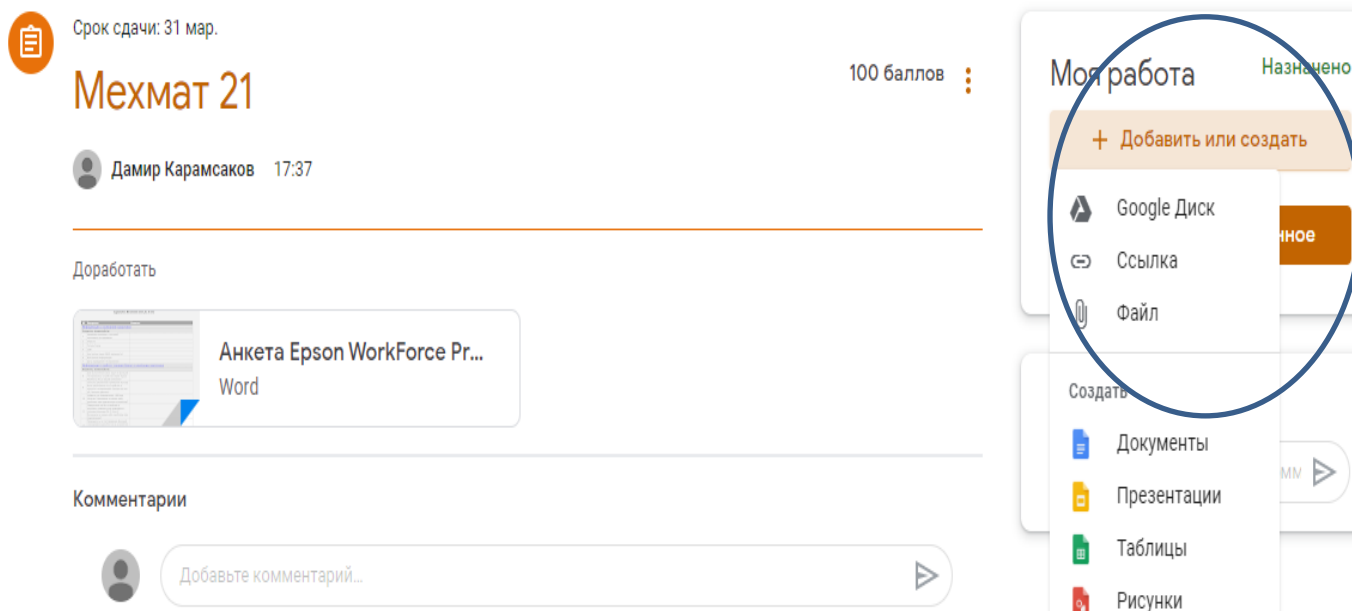 Срок сдачи: 31 мар.
Мехмат 21
100 баллов
Дамир Карамсаков 17:37
Доработать
Анкета Epson WorkForce Pr...
Word
Комментарии
Добавьте комментарий...
Моя работа
Назначено
+ Добавить или создать
Google Диск
Ссылка
Файл
Создать
Документы
Презентации
Таблицы
Рисунки